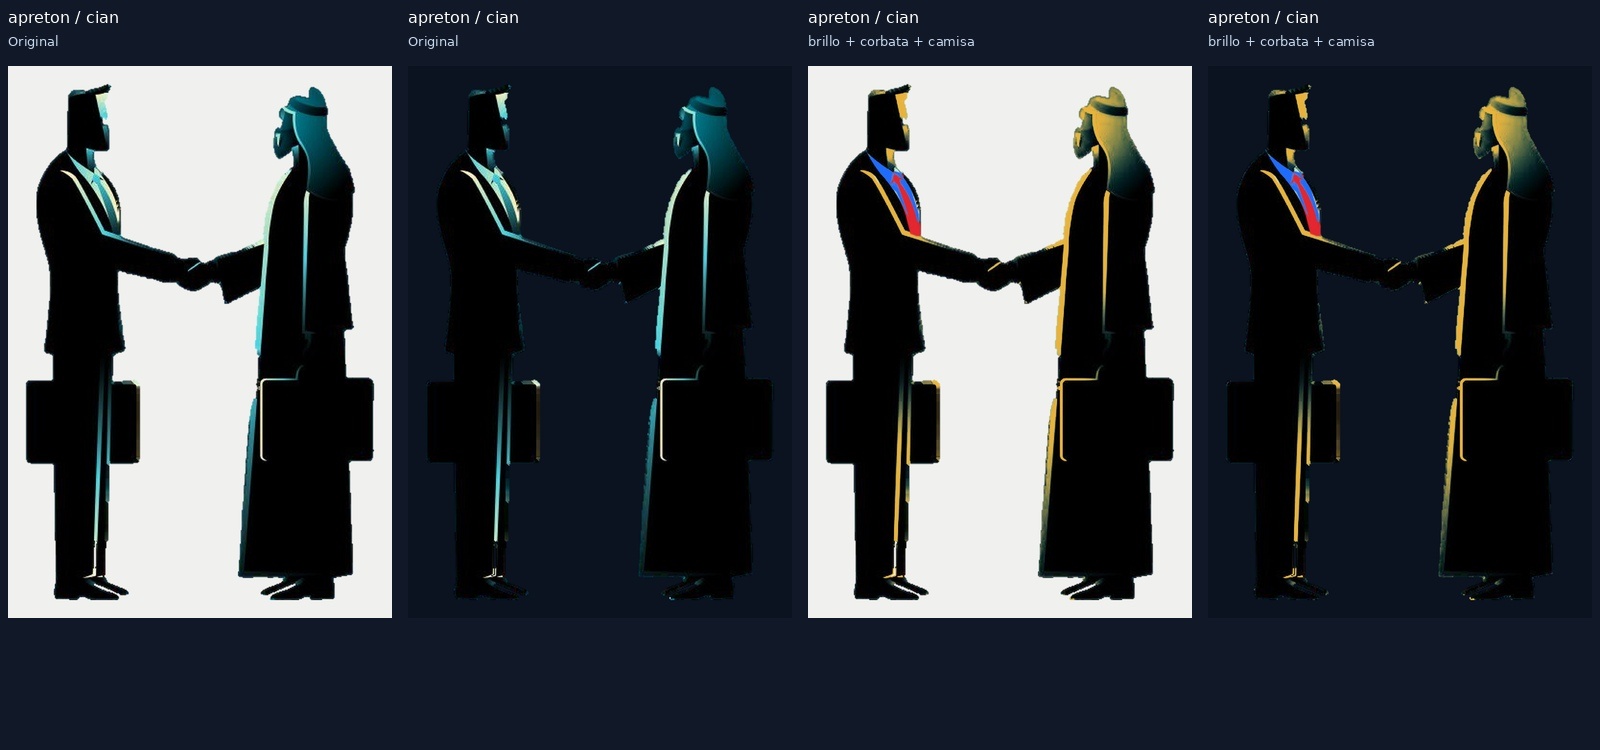 apreton / cian
Original
apreton / cian
Original
apreton / cian
brillo + corbata + camisa
apreton / cian
brillo + corbata + camisa